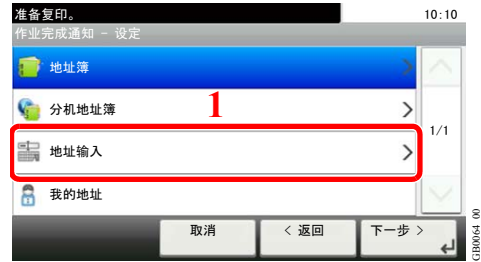 准备复印。 10:10
作业完成通知 - 设定
地址簿
分机地址簿
1
1/1
地址输入
我的地址
取消 < 返回 下一步 >
GB0064_00